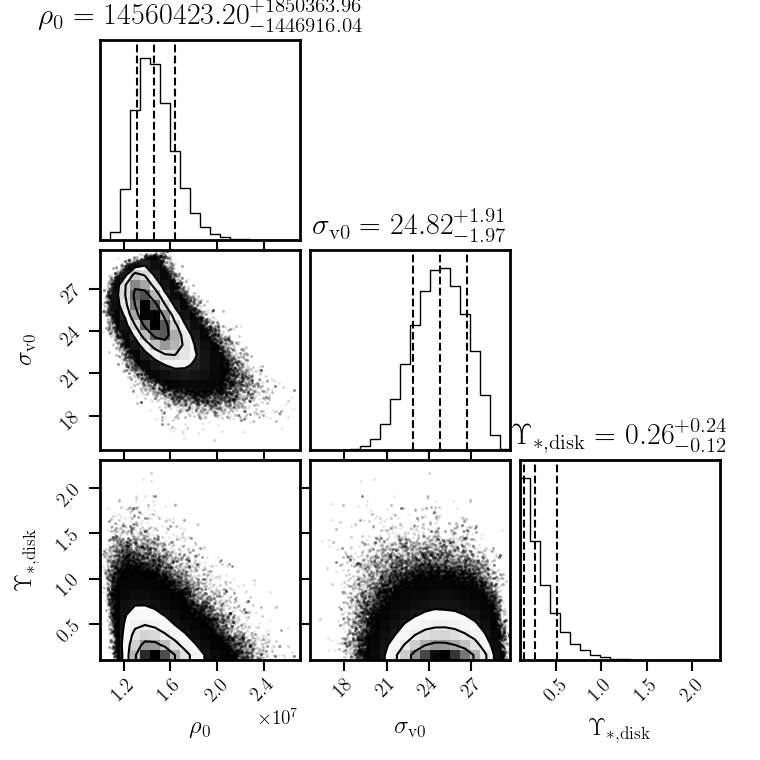 ρ₀ = 14560423.20⁺¹⁸⁵⁰³⁶³·⁹⁶₋₁₄₄₆₉₁₆.₀₄
σᵥ₀ = 24.82⁺¹·⁹¹₋₁.₉₇
27
24
21
18
σᵥ₀
ϒ*,disk = 0.26⁺⁰·²⁴₋₀.₁₂
2.0
1.5
1.0
0.5
ϒ*,disk
1.2 1.6 2.0 2.4
×10⁷
ρ₀
18 21 24 27
σᵥ₀
0.5 1.0 1.5 2.0
ϒ*,disk